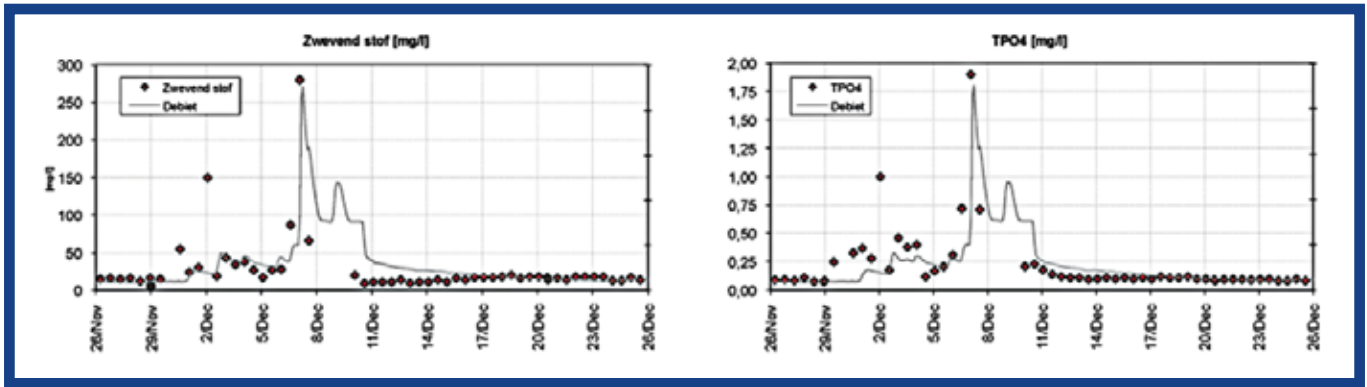 Zwevend stof [mg/l]
300
250
200
150
100
50
0
[mg/l]
Zwevend stof
Debiet
26/Nov
29/Nov
2/Dec
5/Dec
8/Dec
11/Dec
14/Dec
17/Dec
20/Dec
23/Dec
26/Dec
TPO4 [mg/l]
2,00
1,75
1,50
1,25
1,00
0,75
0,50
0,25
0,00
TPO4
Debiet
26/Nov
29/Nov
2/Dec
5/Dec
8/Dec
11/Dec
14/Dec
17/Dec
20/Dec
23/Dec
26/Dec